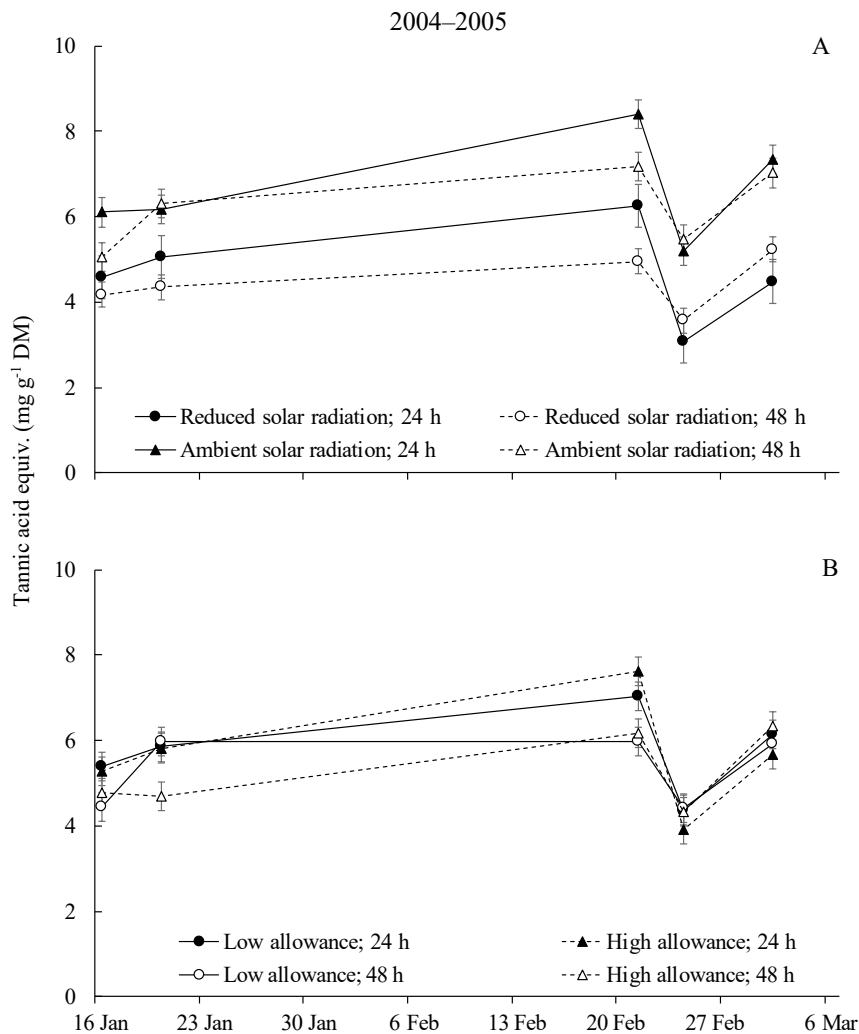 2004–2005
A
10
8
6
4
2
0
Reduced solar radiation; 24 h
Reduced solar radiation; 48 h
Ambient solar radiation; 24 h
Ambient solar radiation; 48 h
Tannic acid equiv. (mg g-1 DM)
B
10
8
6
4
2
0
Low allowance; 24 h
High allowance; 24 h
Low allowance; 48 h
High allowance; 48 h
16 Jan 23 Jan 30 Jan 6 Feb 13 Feb 20 Feb 27 Feb 6 Mar